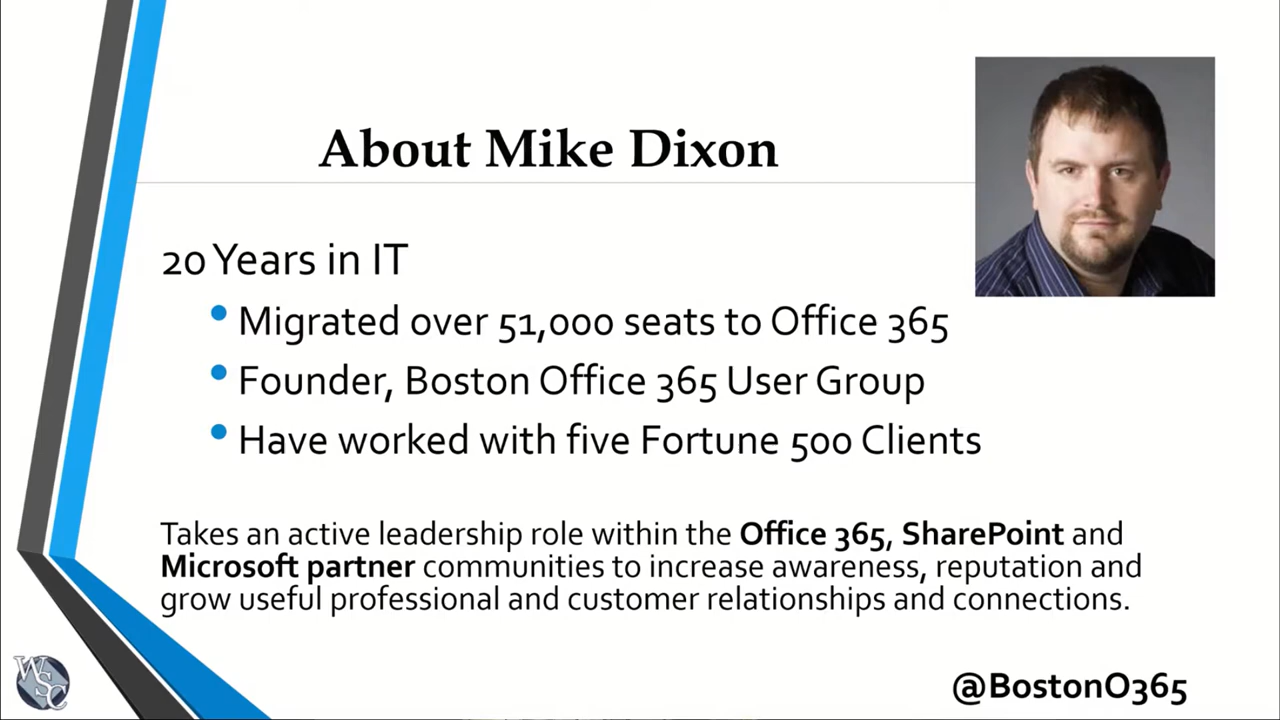 About Mike Dixon
20 Years in IT
• Migrated over 51,000 seats to Office 365
• Founder, Boston Office 365 User Group
• Have worked with five Fortune 500 Clients
Takes an active leadership role within the Office 365, SharePoint and
Microsoft partner communities to increase awareness, reputation and
grow useful professional and customer relationships and connections.
WSC
@BostonO365